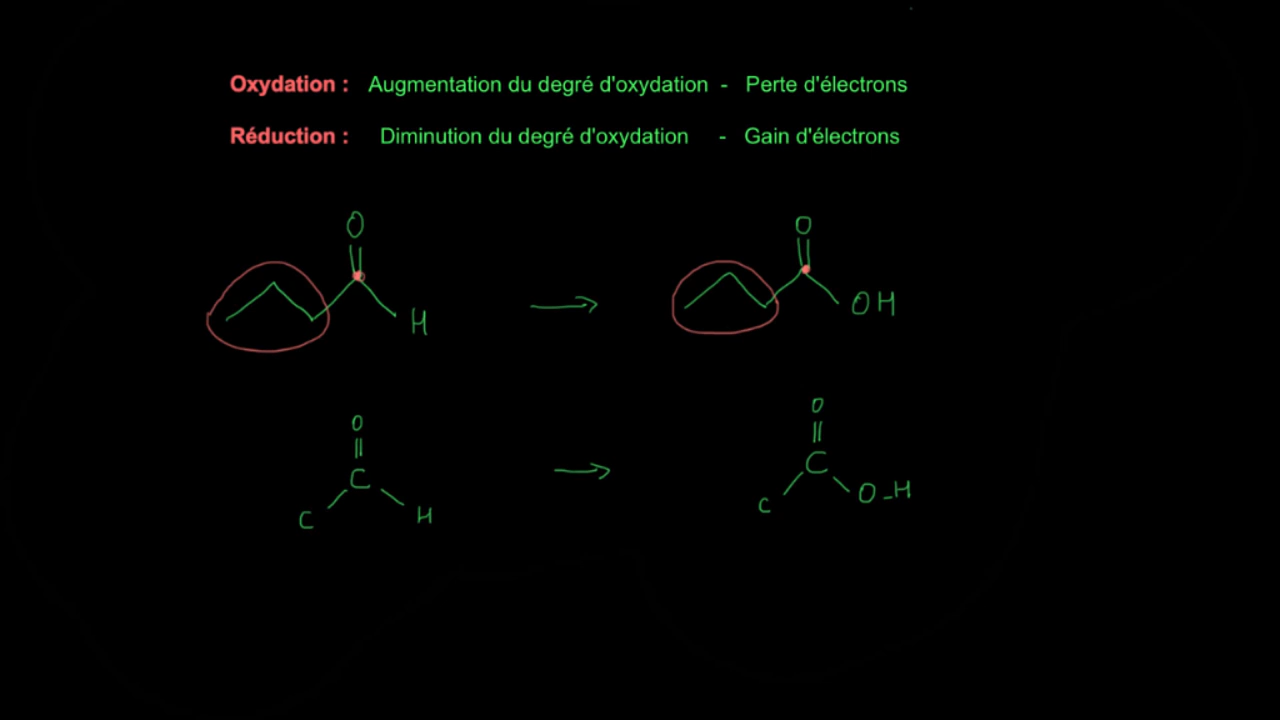 Oxydation : Augmentation du degré d'oxydation - Perte d'électrons
Réduction : Diminution du degré d'oxydation - Gain d'électrons
O
O
H
OH
O
O
C
C
C
H
C
O-H